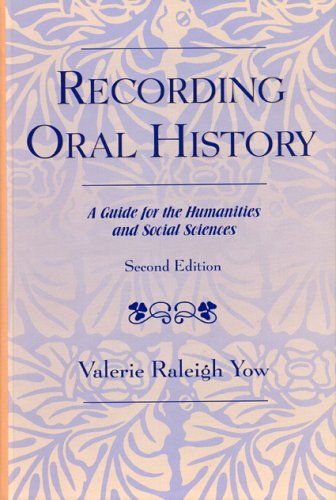 RECORDING
ORAL HISTORY
A Guide for the Humanities
and Social Sciences
Second Edition
Valerie Raleigh Yow